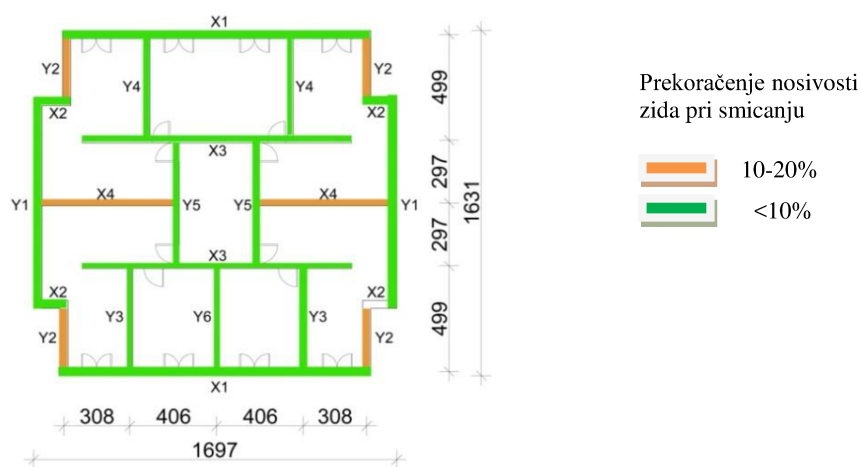 X1
Y2
Y2
Y4
Y4
X2
X2
X3
Y1
X4
Y5
Y5
X4
Y1
X3
X2
X2
Y3
Y6
Y3
Y2
Y2
X1
499
297
297
499
1631
308
406
406
308
1697
Prekoračenje nosivosti
zida pri smicanju
10-20%
<10%